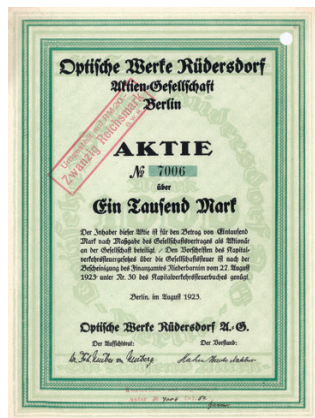 Optische Werke Rüdersdorf
Aktien-Gesellschaft
Berlin
Umgestellt auf RM 20.-
Zwanzig Reichsmark
AKTIE
№ 7006
über
Ein Tausend Mark
Der Inhaber dieser Aktie ist für den Betrag von Eintausend
Mark nach Maßgabe des Gesellschaftsvertrages als Aktionär
an der Gesellschaft beteiligt. / Den Vorschriften des Kapital
verkehrssteuergesetzes über die Gesellschaftssteuer ist nach der
Bescheinigung des Finanzamtes Niederbarnim vom 27. August
1923 unter Nr. 30 des Kapitalverkehrssteuerbuches genügt.
Berlin, im August 1923.
Optische Werke Rüdersdorf A.-G.
Der Aufsichtsrat: Der Vorstand: